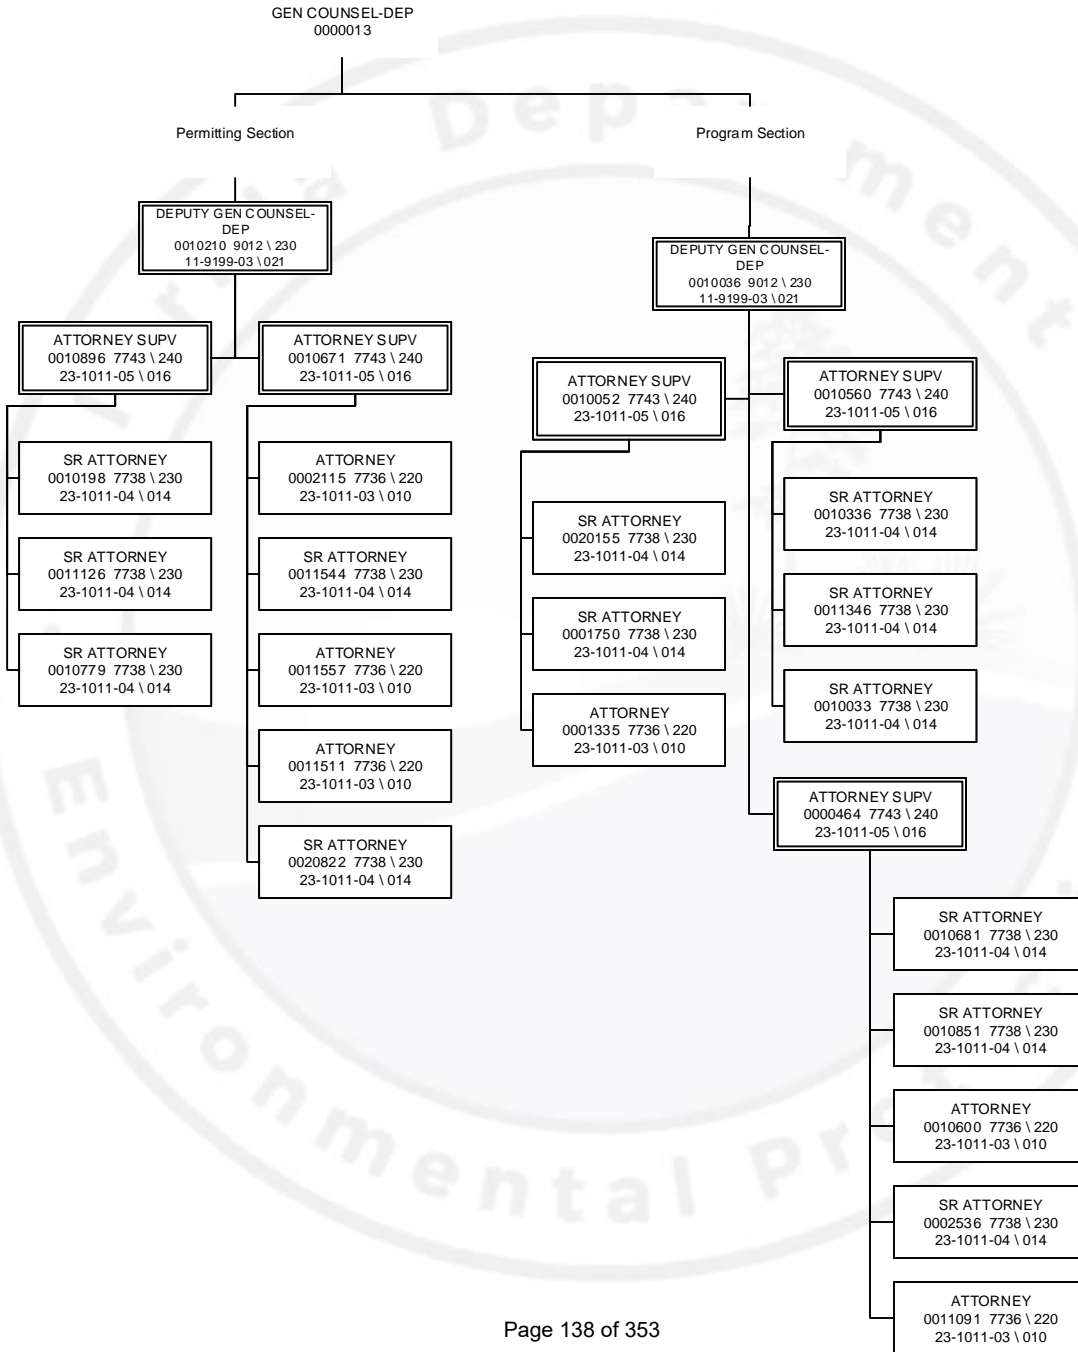 GEN COUNSEL-DEP
0000013
Permitting Section
DEPUTY GEN COUNSEL-
DEP
0010210 9012 \ 230
11-9199-03 \ 021
ATTORNEY SUPV
0010896 7743 \ 240
23-1011-05 \ 016
SR ATTORNEY
0010198 7738 \ 230
23-1011-04 \ 014
SR ATTORNEY
0011126 7738 \ 230
23-1011-04 \ 014
SR ATTORNEY
0010779 7738 \ 230
23-1011-04 \ 014
ATTORNEY SUPV
0010671 7743 \ 240
23-1011-05 \ 016
ATTORNEY
0002115 7736 \ 220
23-1011-03 \ 010
SR ATTORNEY
0011544 7738 \ 230
23-1011-04 \ 014
ATTORNEY
0011557 7736 \ 220
23-1011-03 \ 010
ATTORNEY
0011511 7736 \ 220
23-1011-03 \ 010
SR ATTORNEY
0020822 7738 \ 230
23-1011-04 \ 014
Program Section
DEPUTY GEN COUNSEL-
DEP
0010036 9012 \ 230
11-9199-03 \ 021
ATTORNEY SUPV
0010052 7743 \ 240
23-1011-05 \ 016
SR ATTORNEY
0020155 7738 \ 230
23-1011-04 \ 014
SR ATTORNEY
0001750 7738 \ 230
23-1011-04 \ 014
ATTORNEY
0001335 7736 \ 220
23-1011-03 \ 010
ATTORNEY SUPV
0010560 7743 \ 240
23-1011-05 \ 016
SR ATTORNEY
0010336 7738 \ 230
23-1011-04 \ 014
SR ATTORNEY
0011346 7738 \ 230
23-1011-04 \ 014
SR ATTORNEY
0010033 7738 \ 230
23-1011-04 \ 014
ATTORNEY SUPV
0000464 7743 \ 240
23-1011-05 \ 016
SR ATTORNEY
0010681 7738 \ 230
23-1011-04 \ 014
SR ATTORNEY
0010851 7738 \ 230
23-1011-04 \ 014
ATTORNEY
0010600 7736 \ 220
23-1011-03 \ 010
SR ATTORNEY
0002536 7738 \ 230
23-1011-04 \ 014
ATTORNEY
0011091 7736 \ 220
23-1011-03 \ 010
Environmental
Page 138 of 353